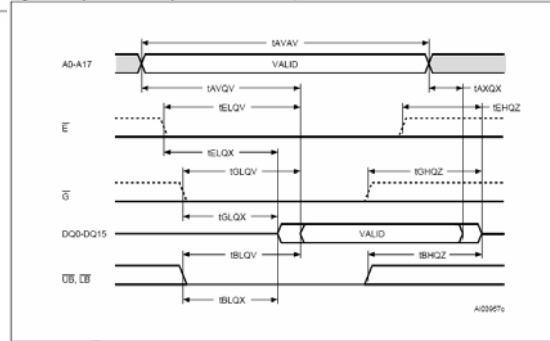 tAVAV
A0-A17 VALID
tAVQV tAXQX
tELQV tEHQZ
E
tELQX
tGLQV tGHQZ
G
tGLQX
DQ0-DQ15 VALID
tBLQV tBHQZ
UB, LB
tBLQX
AI03957c